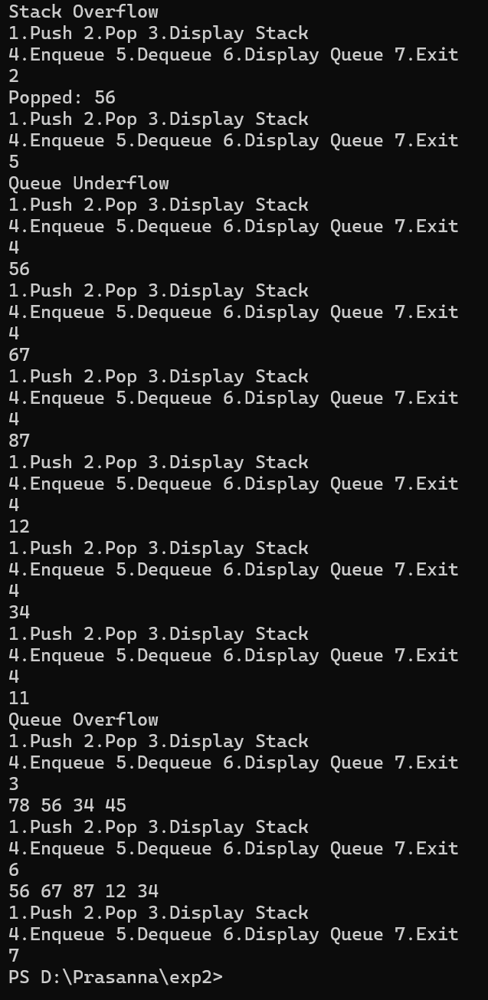 Stack Overflow
1.Push 2.Pop 3.Display Stack
4.Enqueue 5.Dequeue 6.Display Queue 7.Exit
2
Popped: 56
1.Push 2.Pop 3.Display Stack
4.Enqueue 5.Dequeue 6.Display Queue 7.Exit
5
Queue Underflow
1.Push 2.Pop 3.Display Stack
4.Enqueue 5.Dequeue 6.Display Queue 7.Exit
4
56
1.Push 2.Pop 3.Display Stack
4.Enqueue 5.Dequeue 6.Display Queue 7.Exit
4
67
1.Push 2.Pop 3.Display Stack
4.Enqueue 5.Dequeue 6.Display Queue 7.Exit
4
87
1.Push 2.Pop 3.Display Stack
4.Enqueue 5.Dequeue 6.Display Queue 7.Exit
4
12
1.Push 2.Pop 3.Display Stack
4.Enqueue 5.Dequeue 6.Display Queue 7.Exit
4
34
1.Push 2.Pop 3.Display Stack
4.Enqueue 5.Dequeue 6.Display Queue 7.Exit
4
11
Queue Overflow
1.Push 2.Pop 3.Display Stack
4.Enqueue 5.Dequeue 6.Display Queue 7.Exit
3
78 56 34 45
1.Push 2.Pop 3.Display Stack
4.Enqueue 5.Dequeue 6.Display Queue 7.Exit
6
56 67 87 12 34
1.Push 2.Pop 3.Display Stack
4.Enqueue 5.Dequeue 6.Display Queue 7.Exit
7
PS D:\Prasanna\exp2>